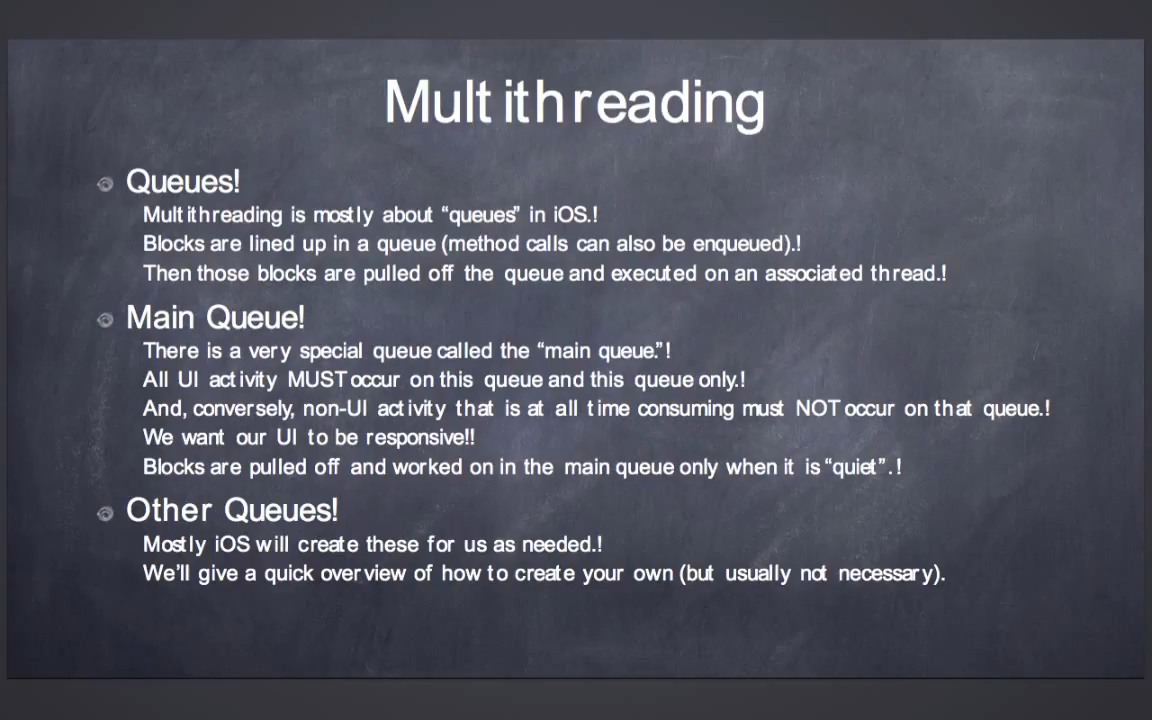 Multithreading
Queues!
Multithreading is mostly about “queues” in iOS.!
Blocks are lined up in a queue (method calls can also be enqueued).!
Then those blocks are pulled off the queue and executed on an associated thread.!
Main Queue!
There is a very special queue called the “main queue.”!
All UI activity MUST occur on this queue and this queue only.!
And, conversely, non-UI activity that is at all time consuming must NOT occur on that queue.!
We want our UI to be responsive!!
Blocks are pulled off and worked on in the main queue only when it is “quiet”.!
Other Queues!
Mostly iOS will create these for us as needed.!
We’ll give a quick overview of how to create your own (but usually not necessary).